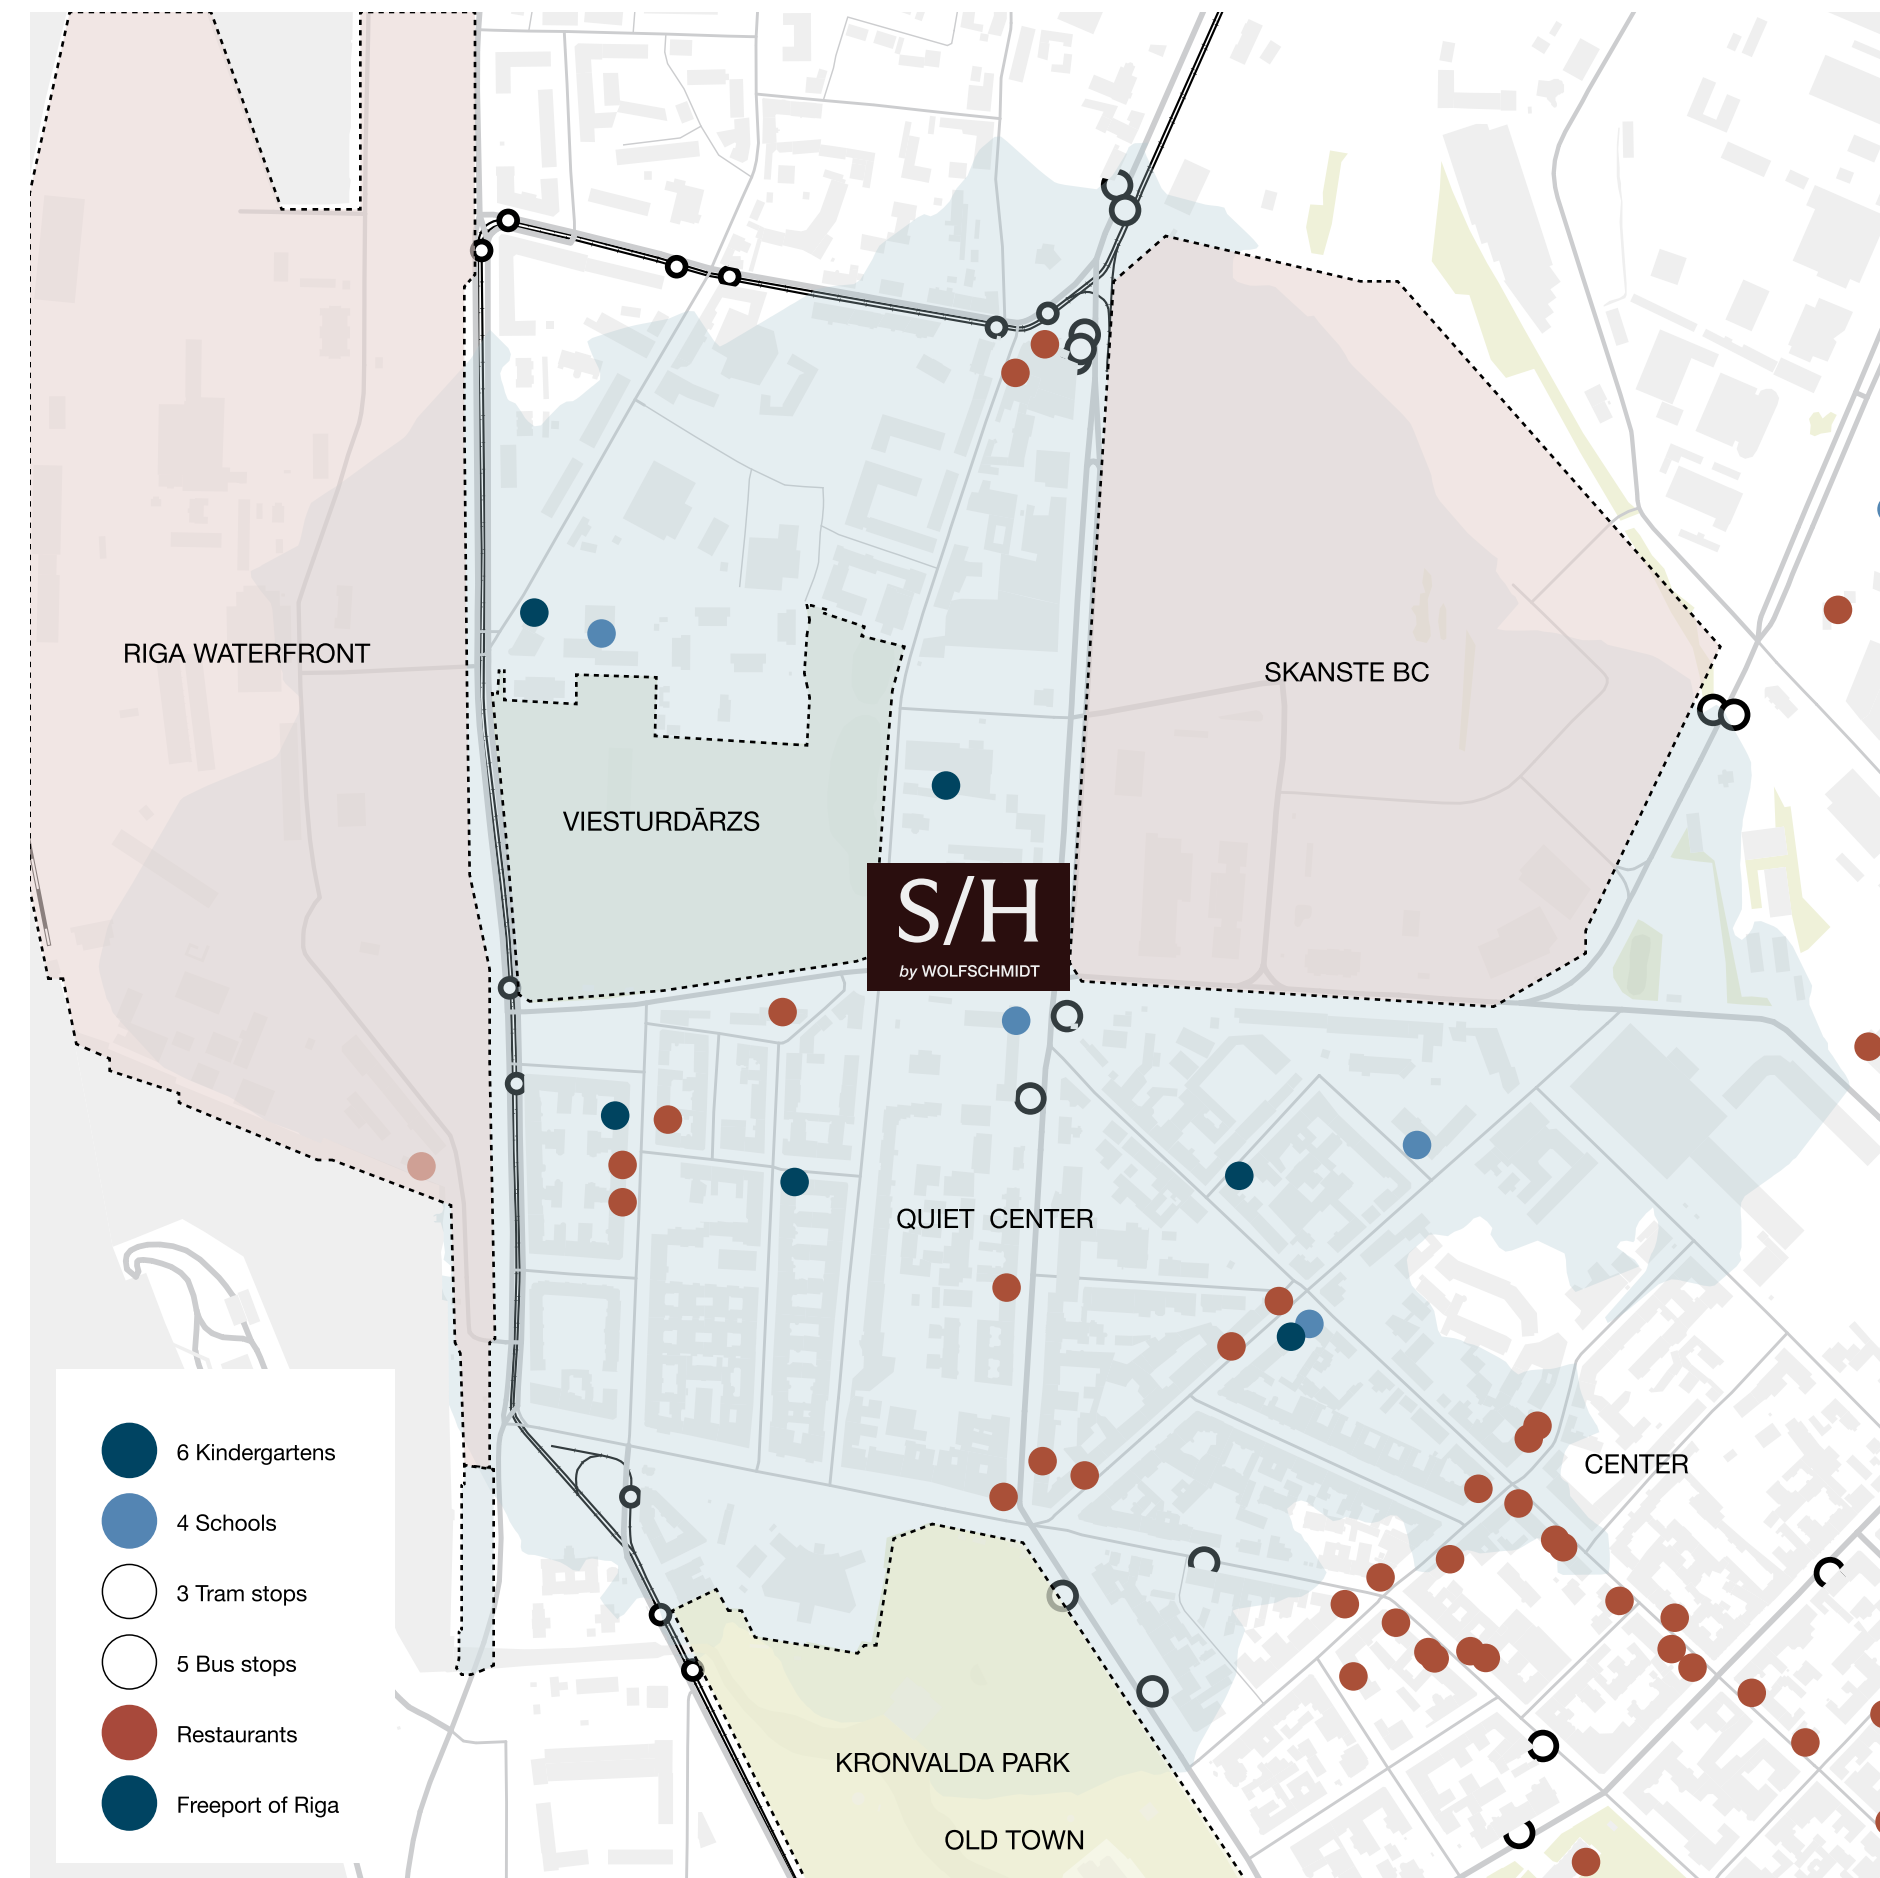 RIGA WATERFRONT
SKANSTE BC
VIESTURDĀRZS
S/H
by WOLFSCHMIDT
QUIET CENTER
CENTER
6 Kindergartens
4 Schools
3 Tram stops
5 Bus stops
Restaurants
Freeport of Riga
KRONVALDA PARK
OLD TOWN